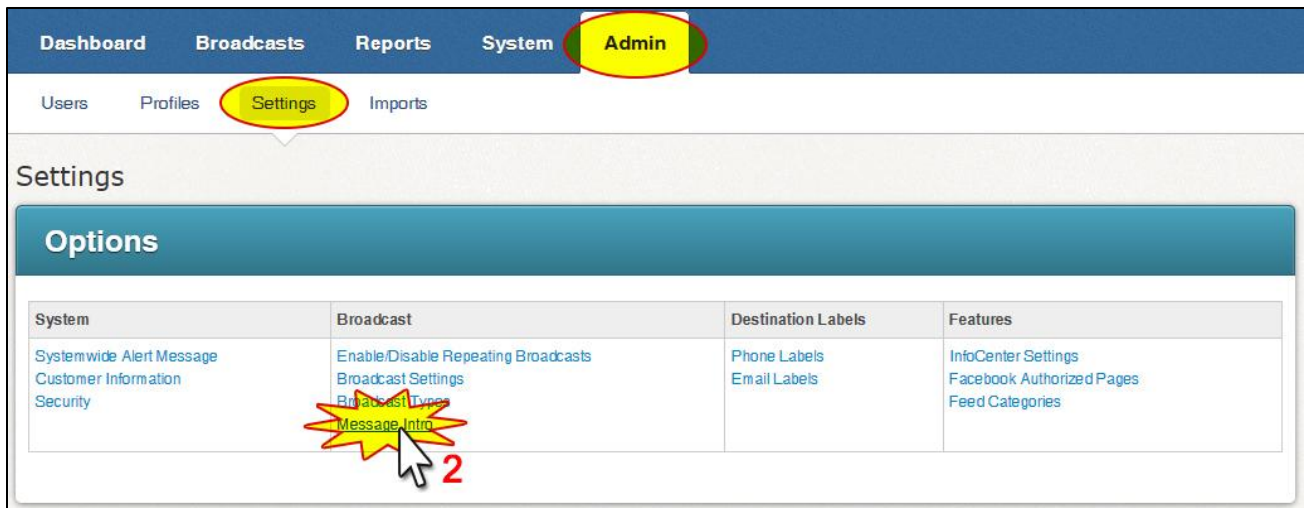 Dashboard Broadcasts Reports System Admin
Users Profiles Settings Imports
Settings
Options
System Broadcast Destination Labels Features
Systemwide Alert Message Enable/Disable Repeating Broadcasts Phone Labels InfoCenter Settings
Customer Information Broadcast Settings Email Labels Facebook Authorized Pages
Security Broadcast Types Feed Categories
Message Intro
2